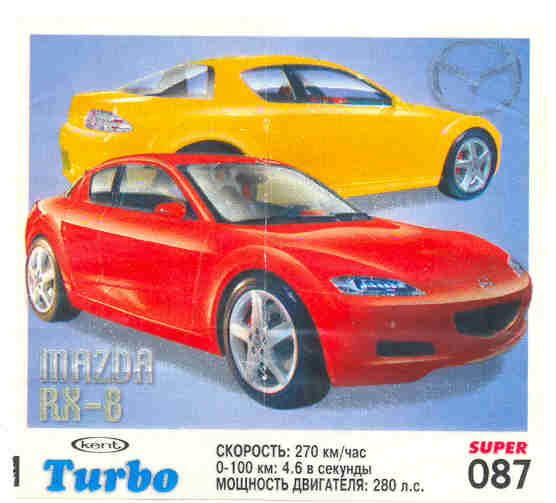 MAZDA
RX-8
kent
Turbo
СКОРОСТЬ: 270 км/час
0-100 км: 4.6 в секунды
МОЩНОСТЬ ДВИГАТЕЛЯ: 280 л.с.
SUPER
087